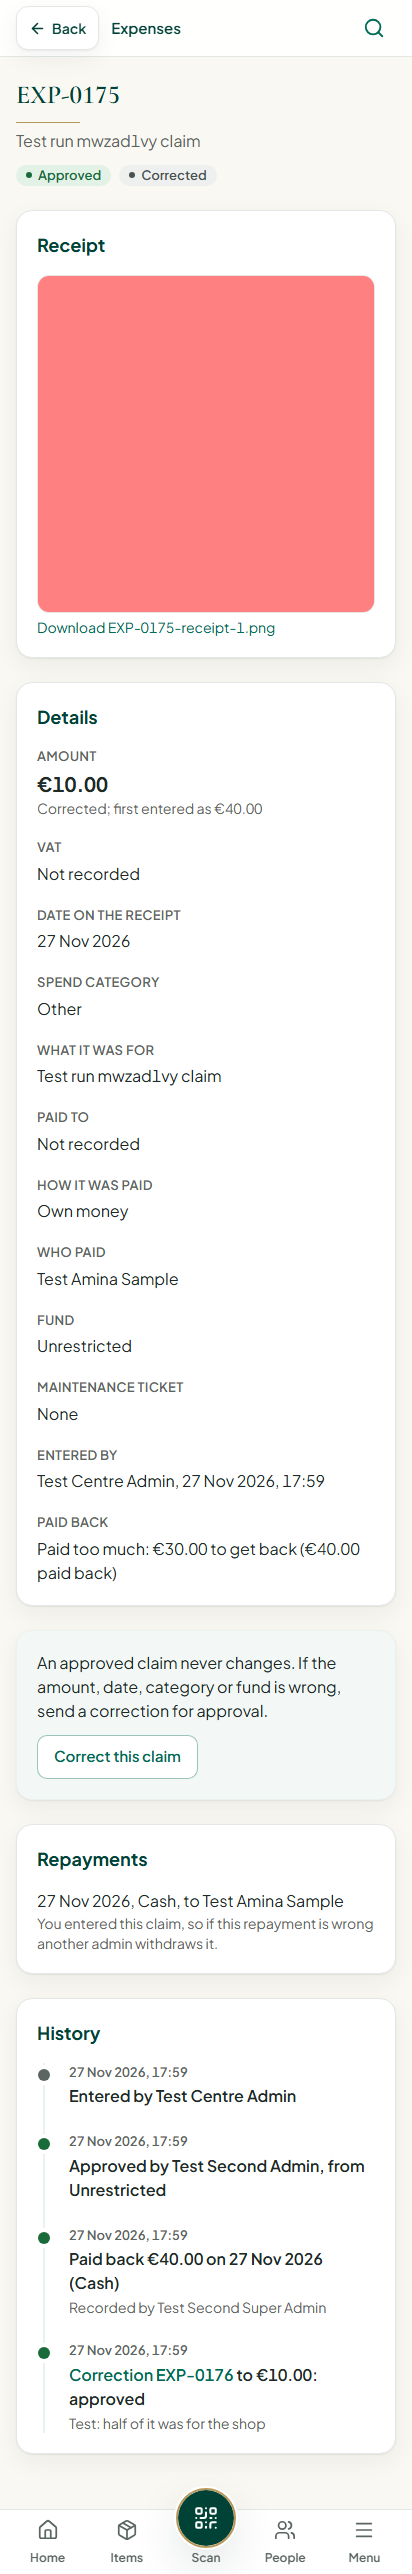 Back Expenses
EXP-0175
Test run mwzad1vy claim
Approved Corrected
Receipt
Download EXP-0175-receipt-1.png
Details
AMOUNT
€10.00
Corrected; first entered as €40.00
VAT
Not recorded
DATE ON THE RECEIPT
27 Nov 2026
SPEND CATEGORY
Other
WHAT IT WAS FOR
Test run mwzad1vy claim
PAID TO
Not recorded
HOW IT WAS PAID
Own money
WHO PAID
Test Amina Sample
FUND
Unrestricted
MAINTENANCE TICKET
None
ENTERED BY
Test Centre Admin, 27 Nov 2026, 17:59
PAID BACK
Paid too much: €30.00 to get back (€40.00
paid back)
An approved claim never changes. If the
amount, date, category or fund is wrong,
send a correction for approval.
Correct this claim
Repayments
27 Nov 2026, Cash, to Test Amina Sample
You entered this claim, so if this repayment is wrong
another admin withdraws it.
History
27 Nov 2026, 17:59
Entered by Test Centre Admin
27 Nov 2026, 17:59
Approved by Test Second Admin, from
Unrestricted
27 Nov 2026, 17:59
Paid back €40.00 on 27 Nov 2026
(Cash)
Recorded by Test Second Super Admin
27 Nov 2026, 17:59
Correction EXP-0176 to €10.00:
approved
Test: half of it was for the shop
Home Items Scan People Menu